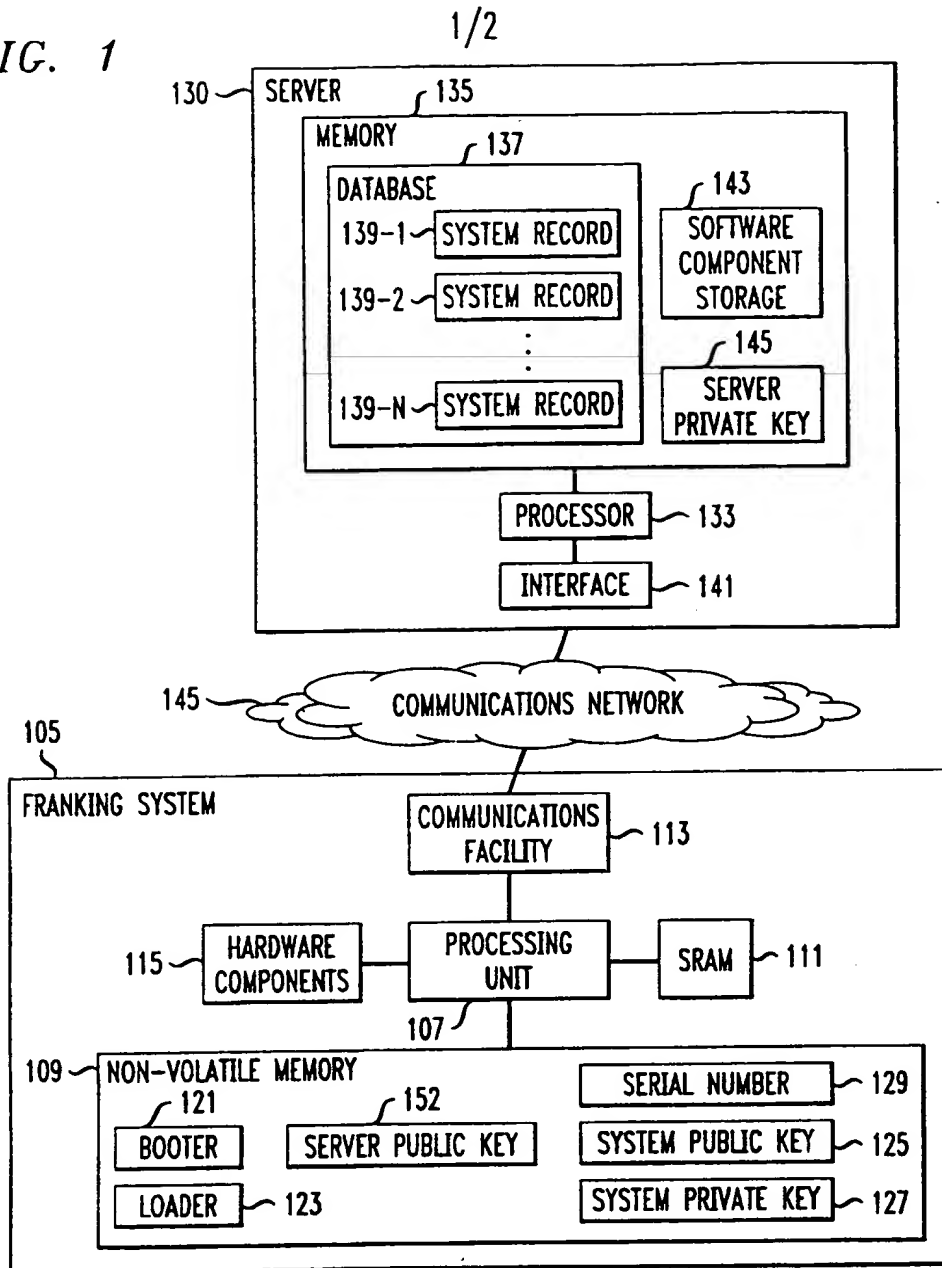 1/2
IG. 1
130 SERVER 135
MEMORY 137
DATABASE
139-1 SYSTEM RECORD
139-2 SYSTEM RECORD
139-N SYSTEM RECORD
143
SOFTWARE
COMPONENT
STORAGE
145
SERVER
PRIVATE KEY
PROCESSOR 133
INTERFACE 141
145 COMMUNICATIONS NETWORK
105
FRANKING SYSTEM
COMMUNICATIONS
FACILITY
113
115 HARDWARE
COMPONENTS
PROCESSING
UNIT
107
SRAM 111
109 NON-VOLATILE MEMORY
121
BOOTER
LOADER 123
152
SERVER PUBLIC KEY
SERIAL NUMBER 129
SYSTEM PUBLIC KEY 125
SYSTEM PRIVATE KEY 127